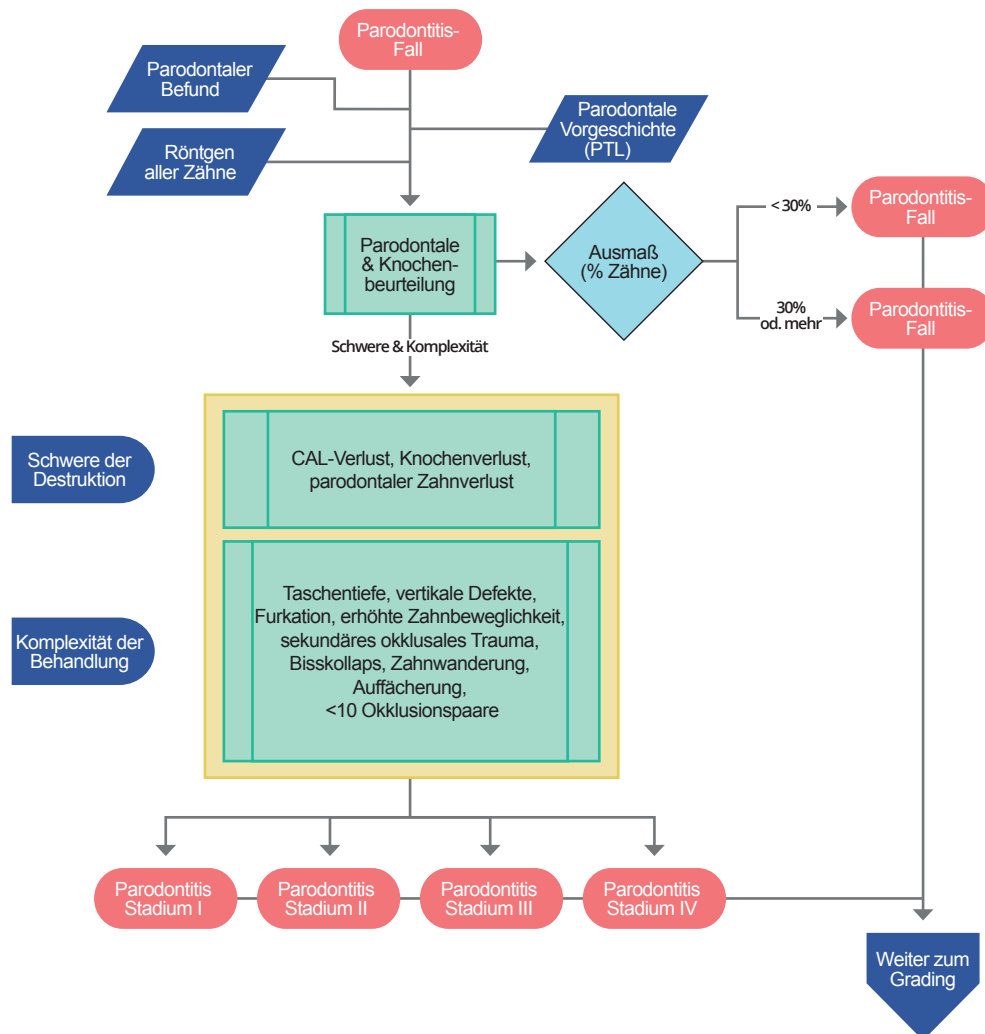 Parodontitis-
Fall
Parodontaler
Befund
Parodontale
Vorgeschichte
(PTL)
Röntgen
aller Zähne
Parodontale
& Knochen-
beurteilung
Ausmaß
(% Zähne)
< 30%
Parodontitis-
Fall
30%
od. mehr
Parodontitis-
Fall
Schwere & Komplexität
Schwere der
Destruktion
CAL-Verlust, Knochenverlust,
parodontaler Zahnverlust
Komplexität der
Behandlung
Taschentiefe, vertikale Defekte,
Furkation, erhöhte Zahnbeweglichkeit,
sekundäres okklusales Trauma,
Bisskollaps, Zahnwanderung,
Auffächerung,
<10 Okklusionspaare
Parodontitis
Stadium I
Parodontitis
Stadium II
Parodontitis
Stadium III
Parodontitis
Stadium IV
Weiter zum
Grading